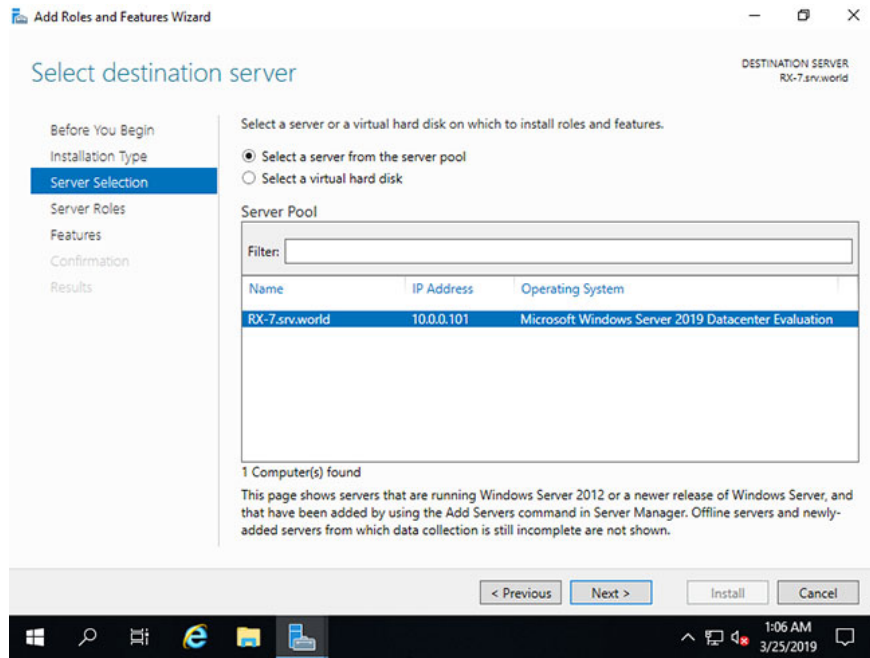 Add Roles and Features Wizard
Select destination server
DESTINATION SERVER
RX-7.srv.world
Before You Begin
Installation Type
Server Selection
Server Roles
Features
Confirmation
Results
Select a server or a virtual hard disk on which to install roles and features.
Select a server from the server pool
Select a virtual hard disk
Server Pool
Filter:
Name IP Address Operating System
RX-7.srv.world 10.0.0.101 Microsoft Windows Server 2019 Datacenter Evaluation
1 Computer(s) found
This page shows servers that are running Windows Server 2012 or a newer release of Windows Server, and
that have been added by using the Add Servers command in Server Manager. Offline servers and newly-
added servers from which data collection is still incomplete are not shown.
< Previous Next > Install Cancel
1:06 AM
3/25/2019